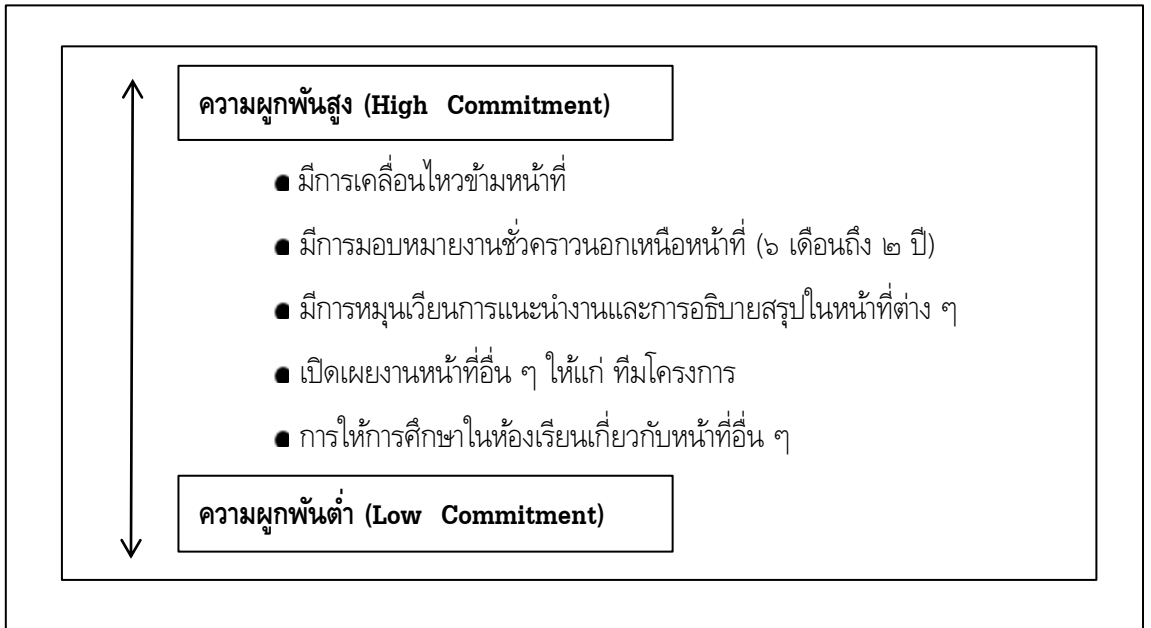 ความผูกพันสูง (High Commitment)
● มีการเคลื่อนไหวข้ามหน้าที่
● มีการมอบหมายงานชั่วคราวนอกเหนือหน้าที่ (๖ เดือนถึง ๒ ปี)
● มีการหมุนเวียนการแนะนำงานและการอธิบายสรุปในหน้าที่ต่าง ๆ
● เปิดเผยงานหน้าที่อื่น ๆ ให้แก่ ทีมโครงการ
● การให้การศึกษาในห้องเรียนเกี่ยวกับหน้าที่อื่น ๆ
ความผูกพันต่ำ (Low Commitment)